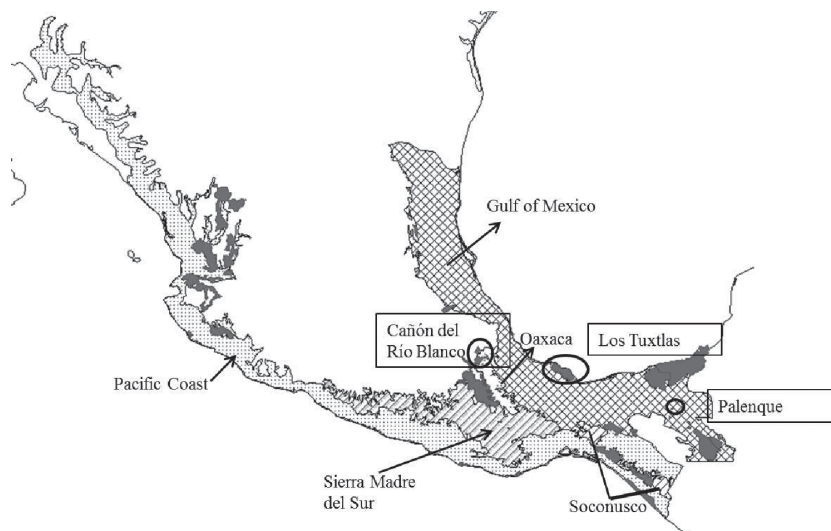 Gulf of Mexico
Cañón del
Río Blanco
Oaxaca
Los Tuxtlas
Pacific Coast
Palenque
Sierra Madre
del Sur
Soconusco